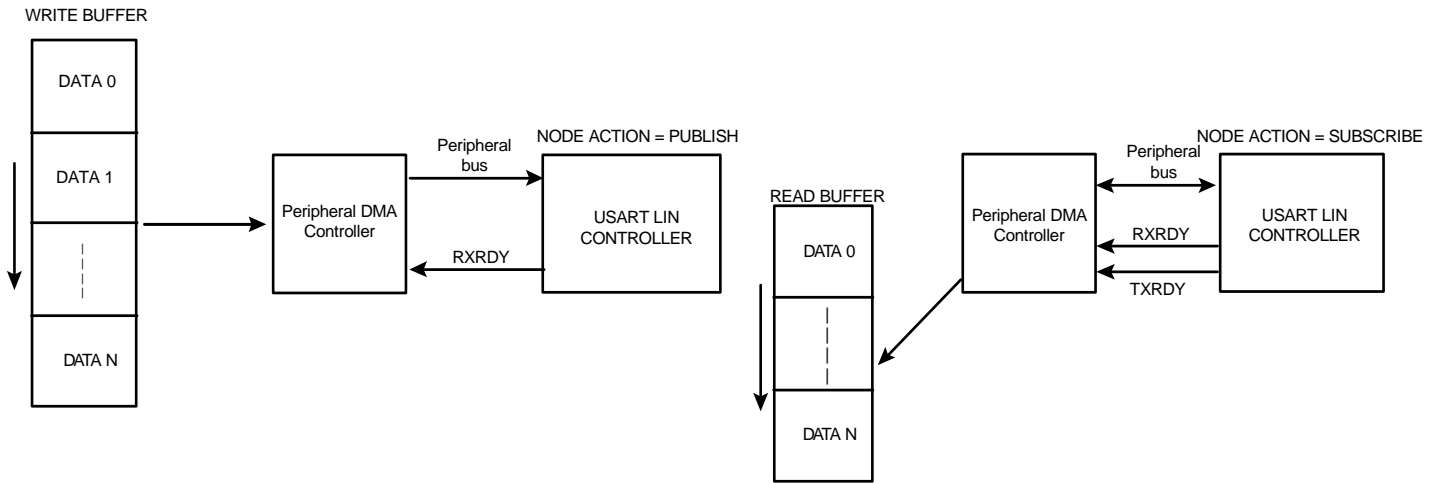 WRITE BUFFER
DATA 0
DATA 1
DATA N
Peripheral DMA
Controller
Peripheral
bus
RXRDY
NODE ACTION = PUBLISH
USART LIN
CONTROLLER
READ BUFFER
DATA 0
DATA N
Peripheral DMA
Controller
Peripheral
bus
RXRDY
TXRDY
NODE ACTION = SUBSCRIBE
USART LIN
CONTROLLER